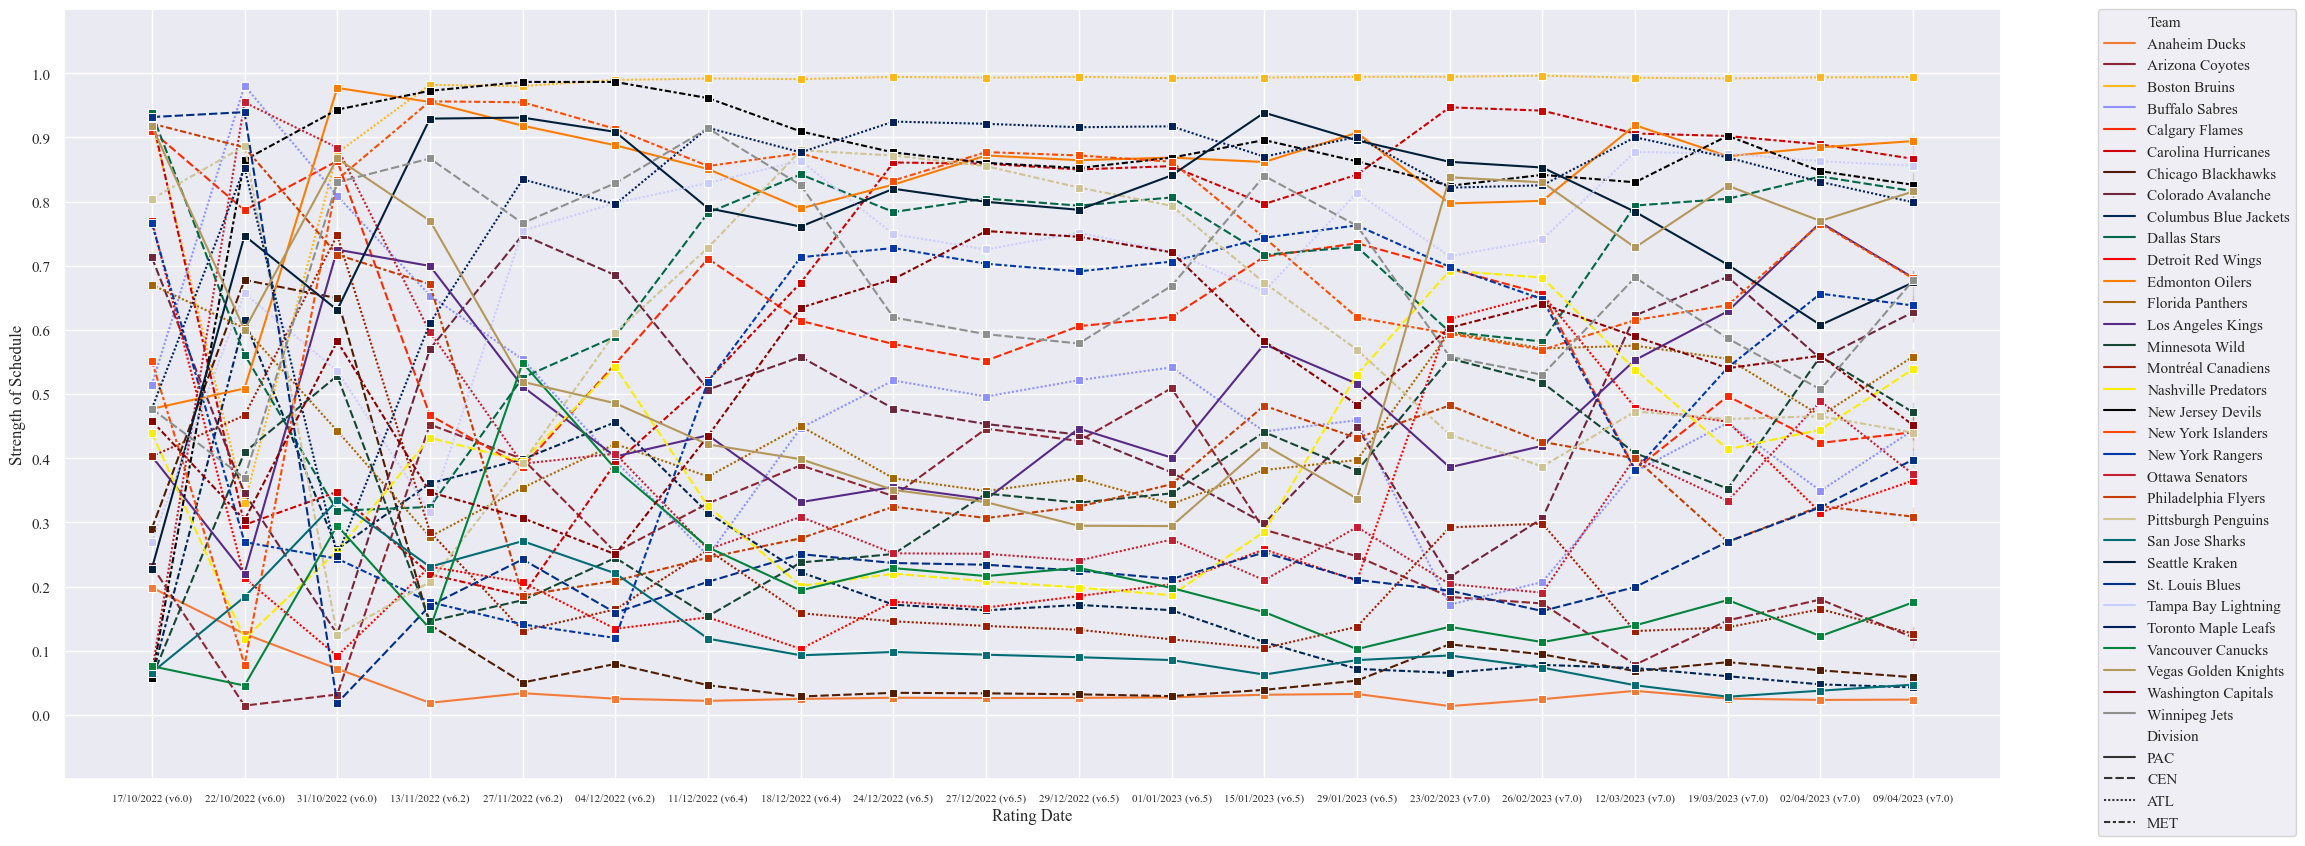 1.0
0.9
0.8
0.7
0.6
0.5
0.4
0.3
0.2
0.1
0.0
Strength of Schedule
17/10/2022 (v6.0)
22/10/2022 (v6.0)
31/10/2022 (v6.0)
13/11/2022 (v6.2)
27/11/2022 (v6.2)
04/12/2022 (v6.2)
11/12/2022 (v6.4)
18/12/2022 (v6.4)
24/12/2022 (v6.5)
27/12/2022 (v6.5)
29/12/2022 (v6.5)
01/01/2023 (v6.5)
15/01/2023 (v6.5)
29/01/2023 (v6.5)
23/02/2023 (v7.0)
26/02/2023 (v7.0)
12/03/2023 (v7.0)
19/03/2023 (v7.0)
02/04/2023 (v7.0)
09/04/2023 (v7.0)
Rating Date
Team
Anaheim Ducks
Arizona Coyotes
Boston Bruins
Buffalo Sabres
Calgary Flames
Carolina Hurricanes
Chicago Blackhawks
Colorado Avalanche
Columbus Blue Jackets
Dallas Stars
Detroit Red Wings
Edmonton Oilers
Florida Panthers
Los Angeles Kings
Minnesota Wild
Montréal Canadiens
Nashville Predators
New Jersey Devils
New York Islanders
New York Rangers
Ottawa Senators
Philadelphia Flyers
Pittsburgh Penguins
San Jose Sharks
Seattle Kraken
St. Louis Blues
Tampa Bay Lightning
Toronto Maple Leafs
Vancouver Canucks
Vegas Golden Knights
Washington Capitals
Winnipeg Jets
Division
PAC
CEN
ATL
MET